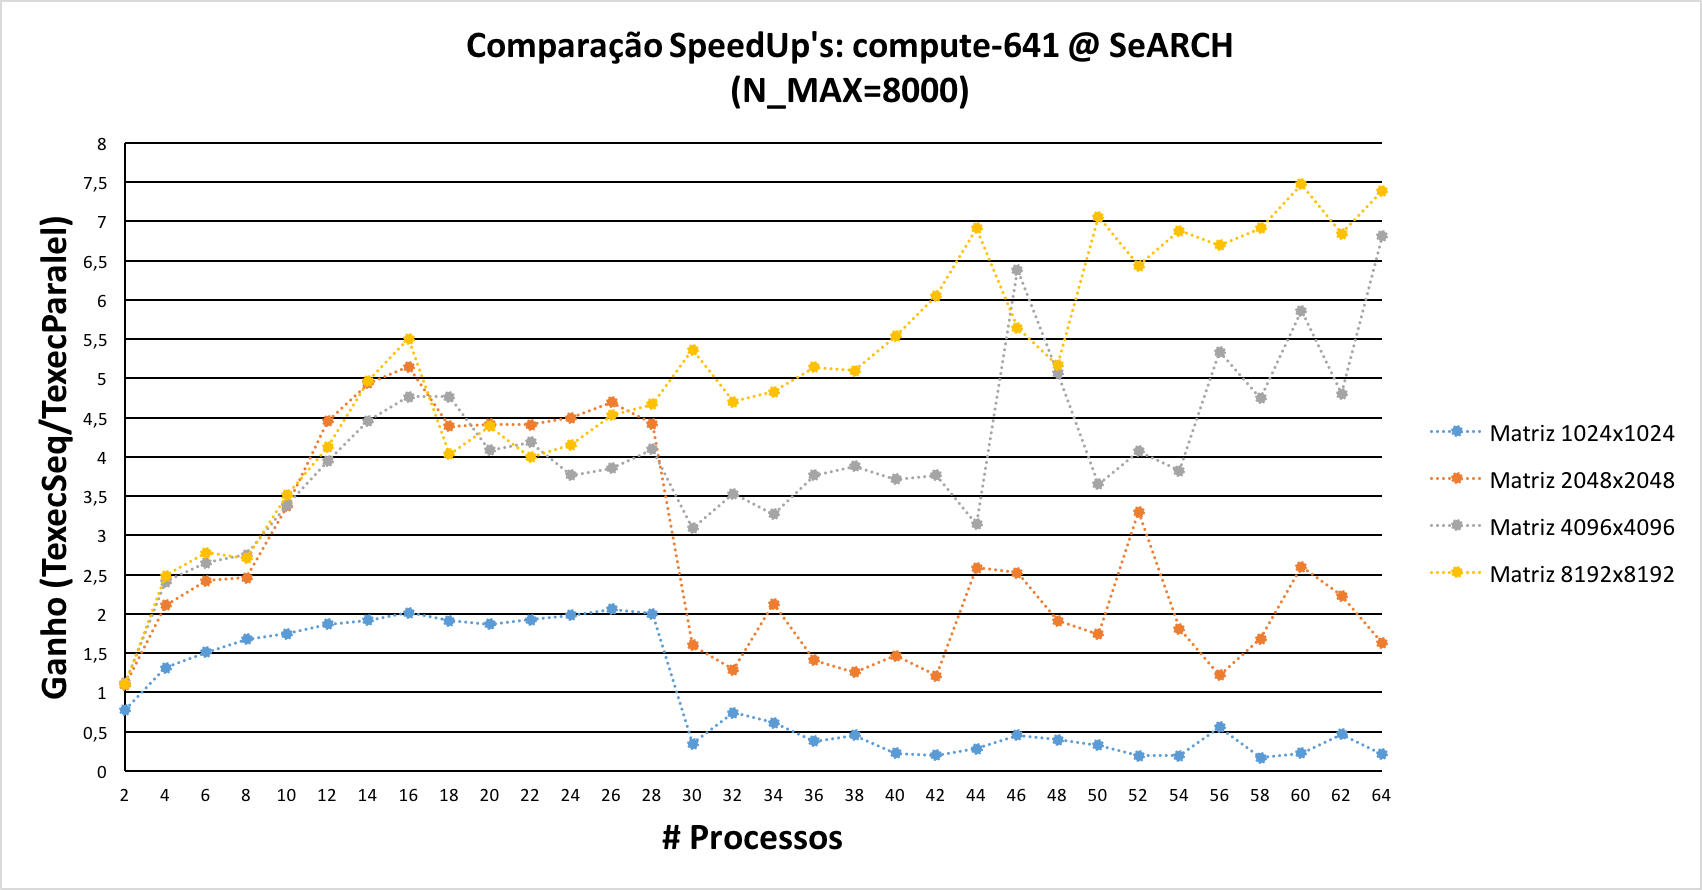 Comparação SpeedUp's: compute-641 @ SeARCH
(N_MAX=8000)
Ganho (TexecSeq/TexecParalel)
8
7,5
7
6,5
6
5,5
5
4,5
4
3,5
3
2,5
2
1,5
1
0,5
0
2 4 6 8 10 12 14 16 18 20 22 24 26 28 30 32 34 36 38 40 42 44 46 48 50 52 54 56 58 60 62 64
# Processos
Matriz 1024x1024
Matriz 2048x2048
Matriz 4096x4096
Matriz 8192x8192